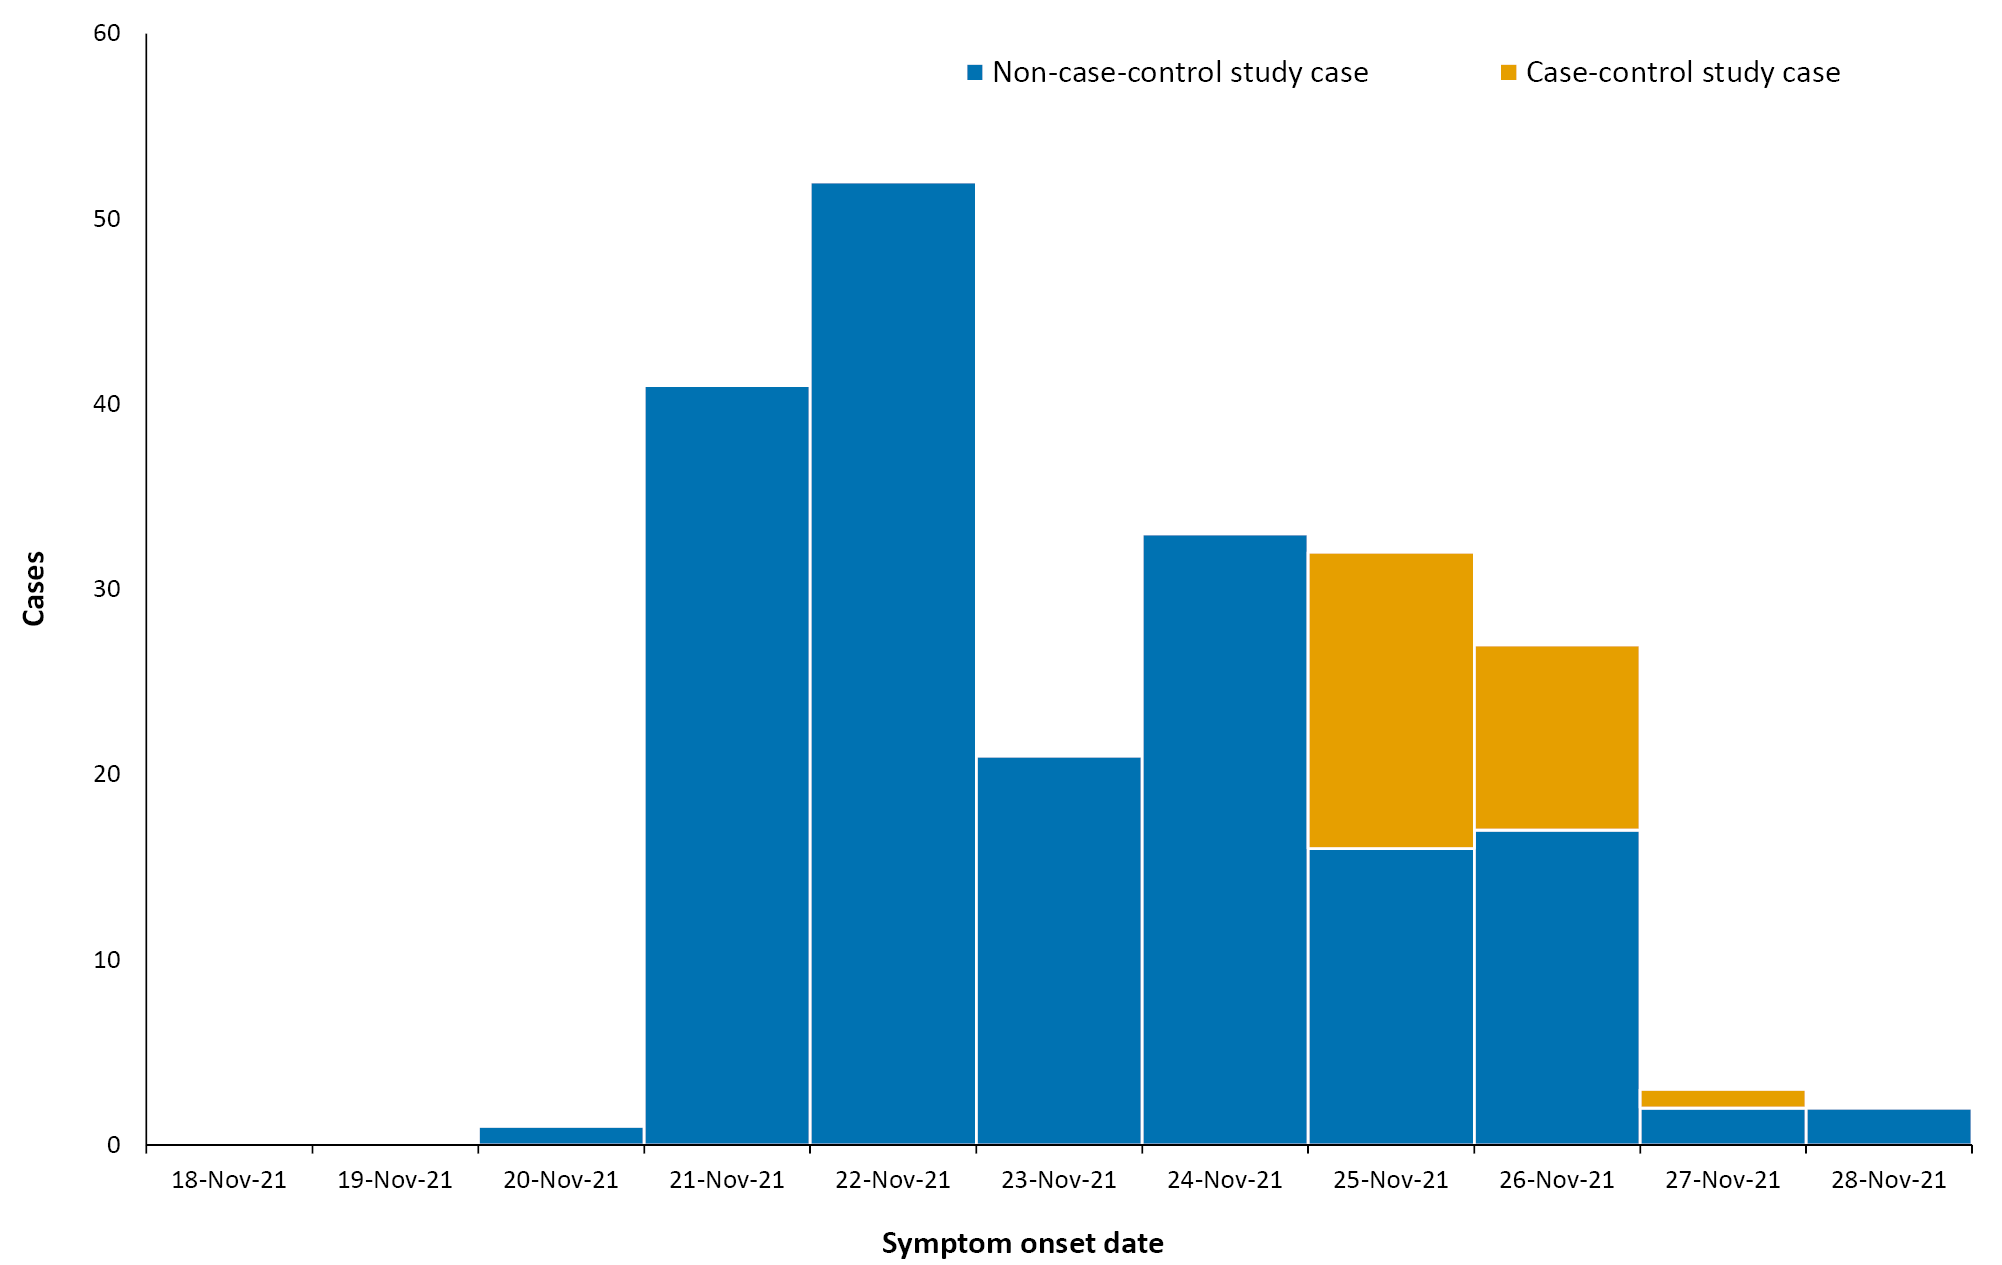 60
Non-case-control study case
Case-control study case
50
40
30
20
10
0
Cases
18-Nov-21
19-Nov-21
20-Nov-21
21-Nov-21
22-Nov-21
23-Nov-21
24-Nov-21
25-Nov-21
26-Nov-21
27-Nov-21
28-Nov-21
Symptom onset date